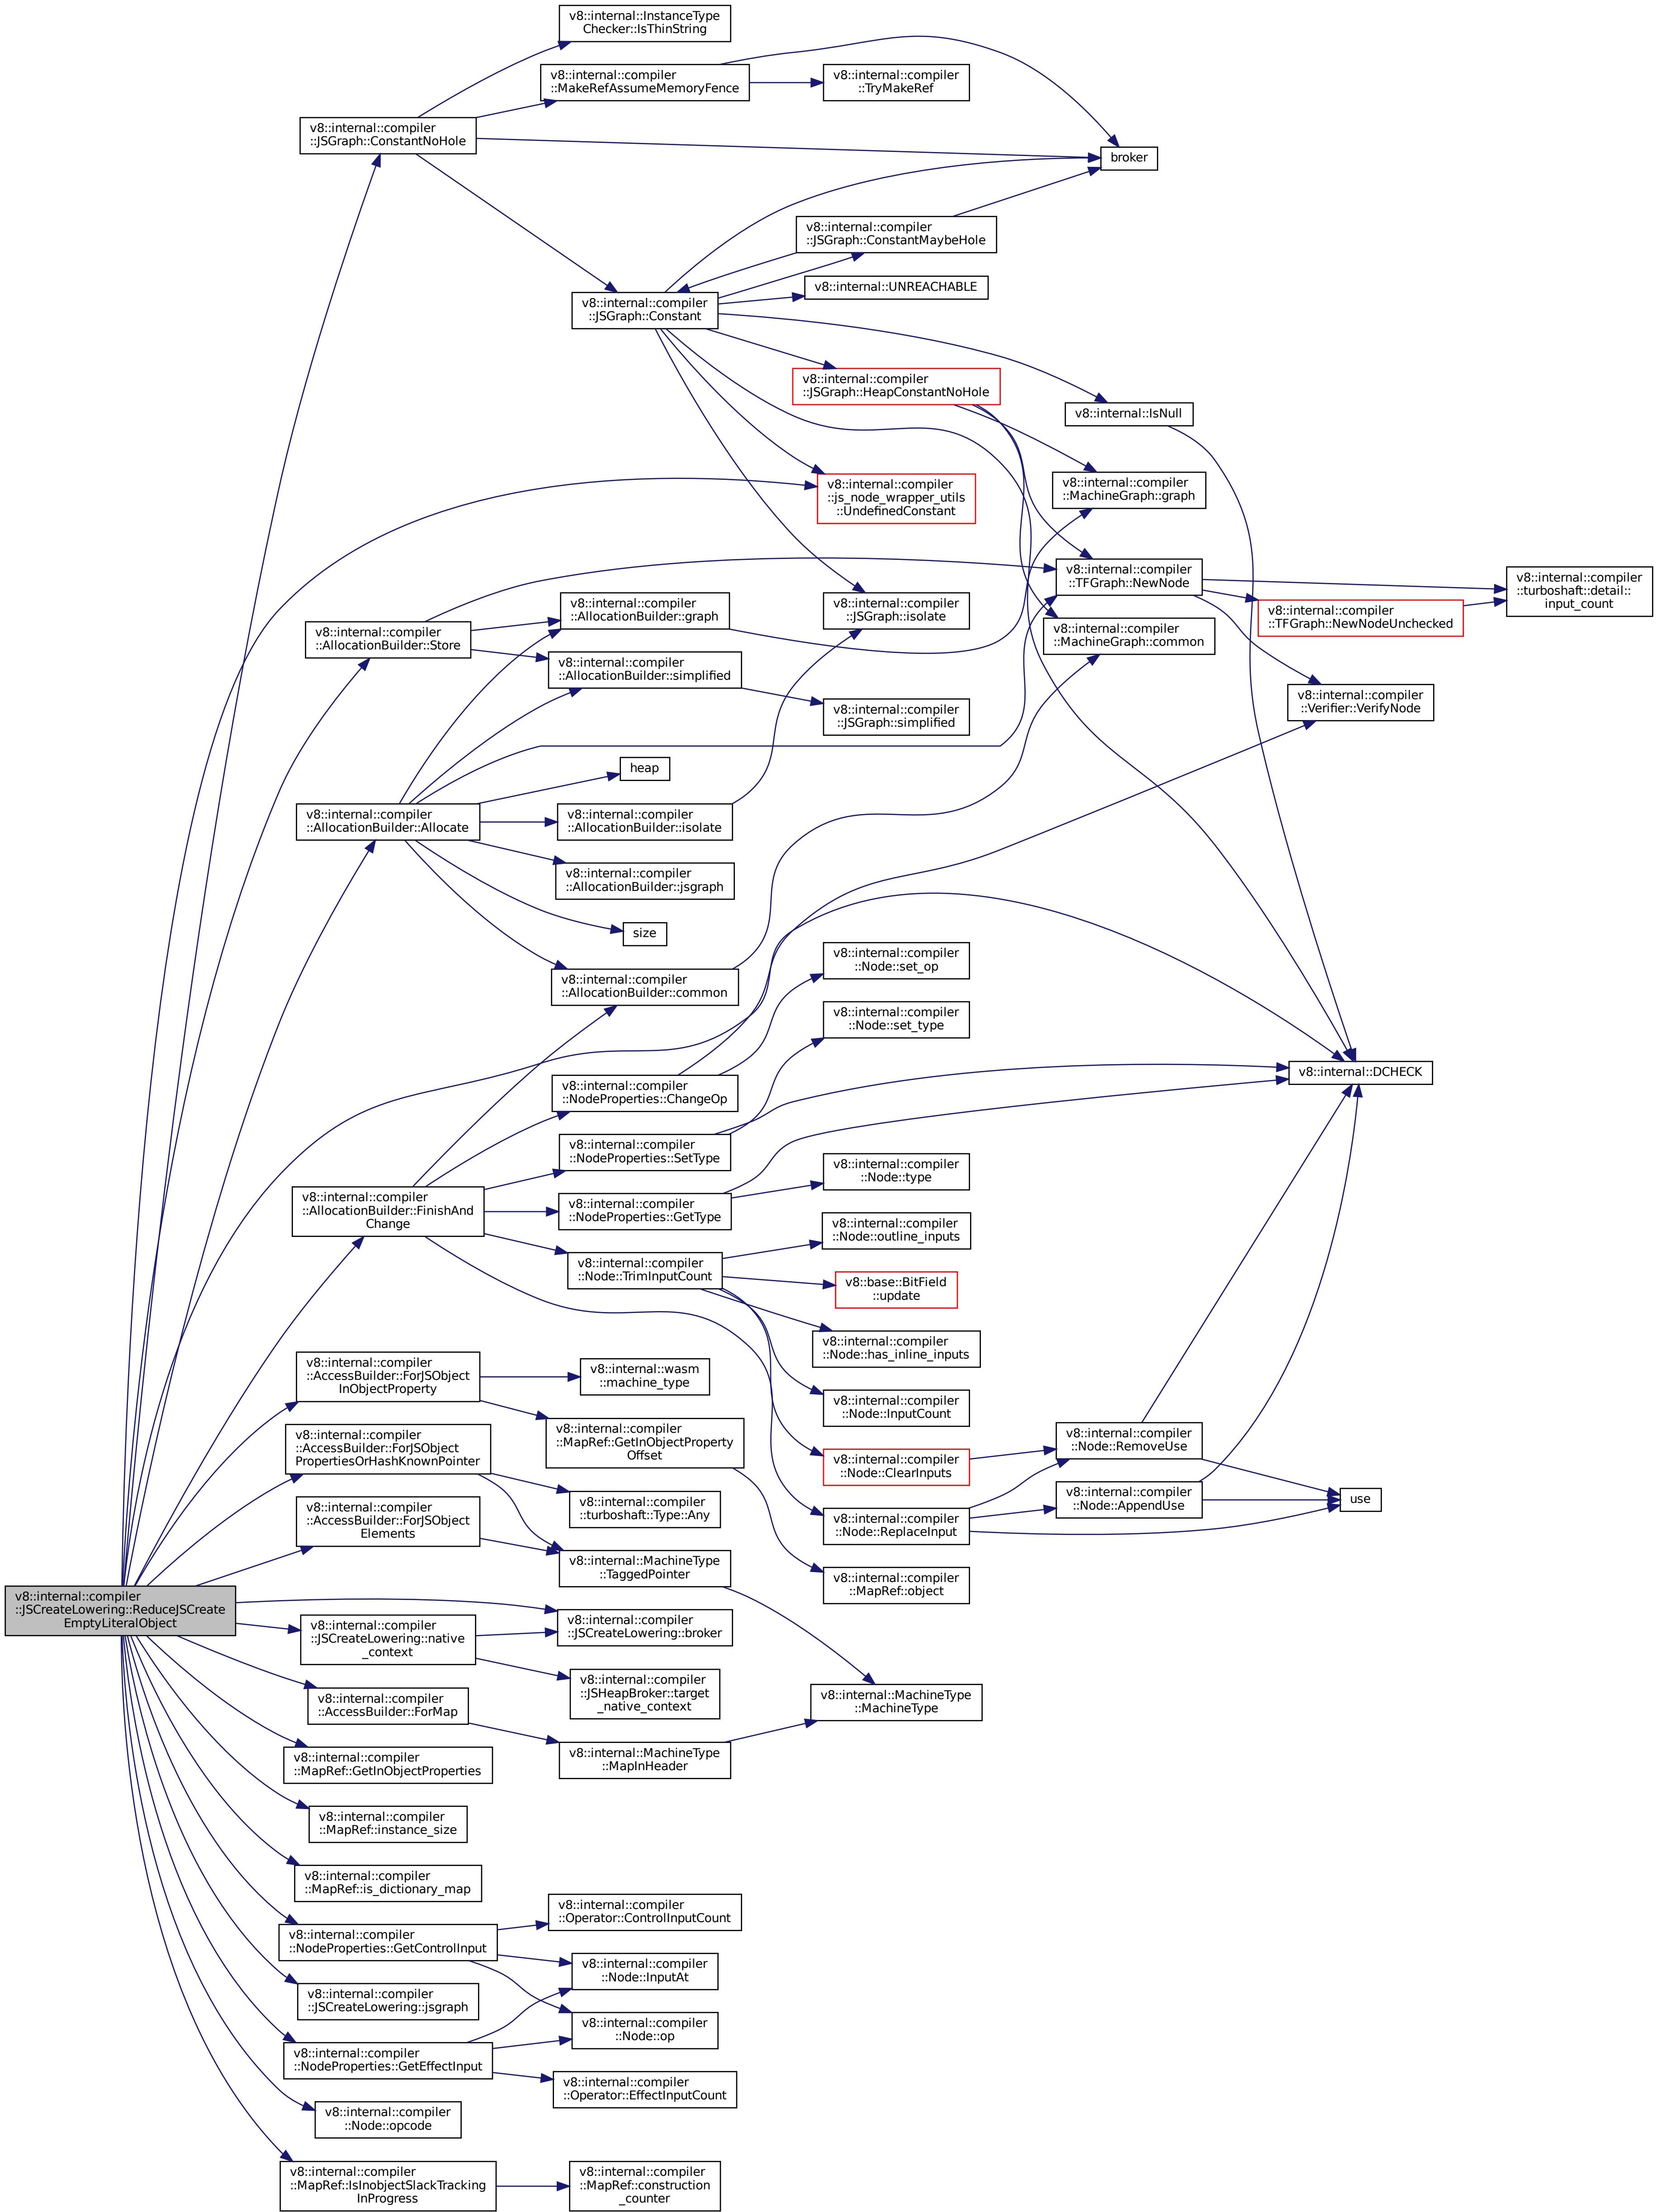 v8::internal::InstanceType
Checker::IsThinString
v8::internal::compiler
::MakeRefAssumeMemoryFence
v8::internal::compiler
::TryMakeRef
v8::internal::compiler
::JSGraph::ConstantNoHole
broker
v8::internal::compiler
::JSGraph::ConstantMaybeHole
v8::internal::UNREACHABLE
v8::internal::compiler
::JSGraph::Constant
v8::internal::compiler
::JSGraph::HeapConstantNoHole
v8::internal::IsNull
v8::internal::compiler
::js_node_wrapper_utils
::UndefinedConstant
v8::internal::compiler
::MachineGraph::graph
v8::internal::compiler
::TFGraph::NewNode
v8::internal::compiler
::turboshaft::detail::
input_count
v8::internal::compiler
::AllocationBuilder::graph
v8::internal::compiler
::JSGraph::isolate
v8::internal::compiler
::TFGraph::NewNodeUnchecked
v8::internal::compiler
::AllocationBuilder::Store
v8::internal::compiler
::MachineGraph::common
v8::internal::compiler
::AllocationBuilder::simplified
v8::internal::compiler
::JSGraph::simplified
v8::internal::compiler
::Verifier::VerifyNode
heap
v8::internal::compiler
::AllocationBuilder::Allocate
v8::internal::compiler
::AllocationBuilder::isolate
v8::internal::compiler
::AllocationBuilder::jsgraph
size
v8::internal::compiler
::AllocationBuilder::common
v8::internal::compiler
::Node::set_op
v8::internal::compiler
::Node::set_type
v8::internal::DCHECK
v8::internal::compiler
::NodeProperties::ChangeOp
v8::internal::compiler
::NodeProperties::SetType
v8::internal::compiler
::Node::type
v8::internal::compiler
::AllocationBuilder::FinishAnd
Change
v8::internal::compiler
::NodeProperties::GetType
v8::internal::compiler
::Node::outline_inputs
v8::internal::compiler
::Node::TrimInputCount
v8::base::BitField
::update
v8::internal::compiler
::Node::has_inline_inputs
v8::internal::compiler
::AccessBuilder::ForJSObject
InObjectProperty
v8::internal::wasm
::machine_type
v8::internal::compiler
::Node::InputCount
v8::internal::compiler
::AccessBuilder::ForJSObject
PropertiesOrHashKnownPointer
v8::internal::compiler
::MapRef::GetInObjectProperty
Offset
v8::internal::compiler
::Node::ClearInputs
v8::internal::compiler
::Node::RemoveUse
v8::internal::compiler
::AccessBuilder::ForJSObject
Elements
v8::internal::compiler
::turboshaft::Type::Any
v8::internal::compiler
::Node::ReplaceInput
v8::internal::compiler
::Node::AppendUse
use
v8::internal::MachineType
::TaggedPointer
v8::internal::compiler
::MapRef::object
v8::internal::compiler
::JSCreateLowering::ReduceJSCreate
EmptyLiteralObject
v8::internal::compiler
::JSCreateLowering::native
_context
v8::internal::compiler
::JSCreateLowering::broker
v8::internal::compiler
::JSHeapBroker::target
_native_context
v8::internal::compiler
::AccessBuilder::ForMap
v8::internal::MachineType
::MachineType
v8::internal::compiler
::MapRef::GetInObjectProperties
v8::internal::MachineType
::MapInHeader
v8::internal::compiler
::MapRef::instance_size
v8::internal::compiler
::MapRef::is_dictionary_map
v8::internal::compiler
::NodeProperties::GetControlInput
v8::internal::compiler
::Operator::ControlInputCount
v8::internal::compiler
::Node::InputAt
v8::internal::compiler
::JSCreateLowering::jsgraph
v8::internal::compiler
::Node::op
v8::internal::compiler
::NodeProperties::GetEffectInput
v8::internal::compiler
::Operator::EffectInputCount
v8::internal::compiler
::Node::opcode
v8::internal::compiler
::MapRef::IsInobjectSlackTracking
InProgress
v8::internal::compiler
::MapRef::construction
_counter